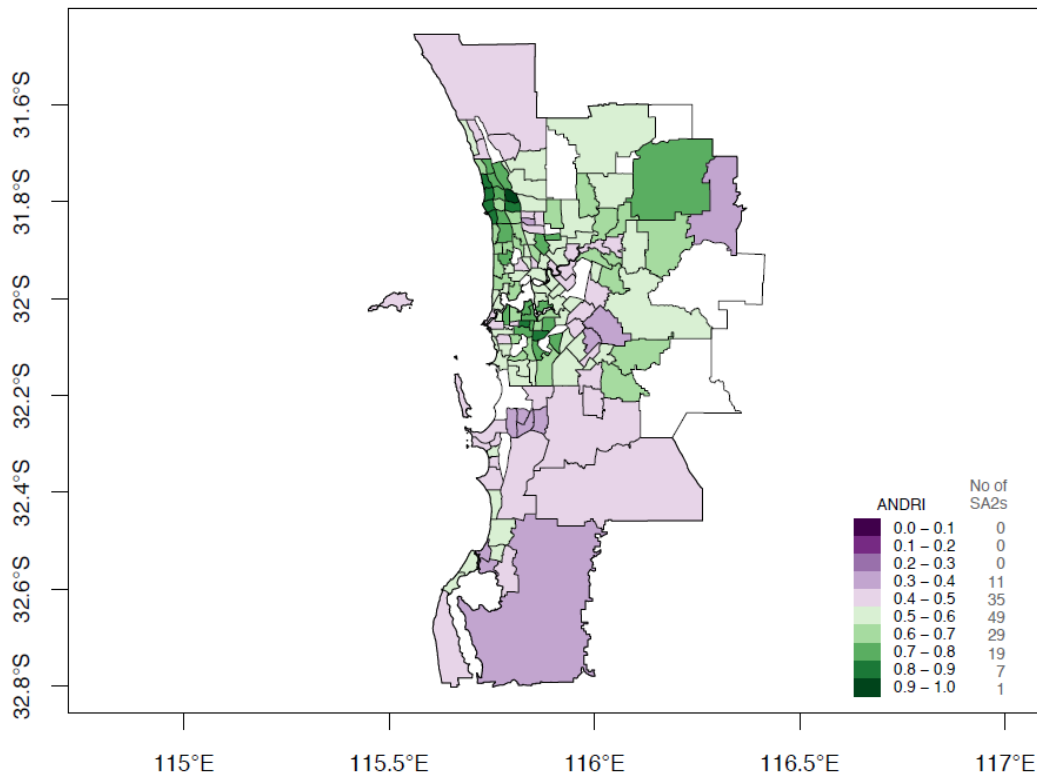 31.6°S
31.8°S
32°S
32.2°S
32.4°S
32.6°S
32.8°S
115°E
115.5°E
116°E
116.5°E
117°E
ANDRI No of SA2s
0.0 – 0.1 0
0.1 – 0.2 0
0.2 – 0.3 0
0.3 – 0.4 11
0.4 – 0.5 35
0.5 – 0.6 49
0.6 – 0.7 29
0.7 – 0.8 19
0.8 – 0.9 7
0.9 – 1.0 1